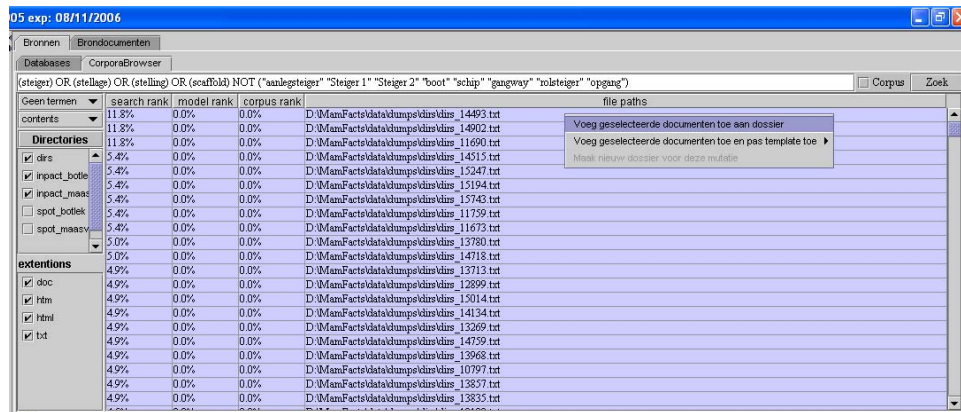 05 exp: 08/11/2006
Bronnen Brondocumenten
Databases CorporaBrowser
(steiger) OR (stellage) OR (stelling) OR (scaffold) NOT ("aanlegsteiger" "Steiger 1" "Steiger 2" "boot" "schip" "gangway" "rolsteiger" "opgang") Corpus Zoek
Geen termen search rank model rank corpus rank file paths
contents
Directories
dirs
inpact_botle
inpact_maas
spot_botlek
spot_maasv
extentions
doc
htm
html
txt
11.8% 0.0% 0.0% D:\MamFacts\data\dumps\dirs\dirs_14493.txt
11.8% 0.0% 0.0% D:\MamFacts\data\dumps\dirs\dirs_14902.txt
11.8% 0.0% 0.0% D:\MamFacts\data\dumps\dirs\dirs_11690.txt
5.4% 0.0% 0.0% D:\MamFacts\data\dumps\dirs\dirs_14515.txt
5.4% 0.0% 0.0% D:\MamFacts\data\dumps\dirs\dirs_15247.txt
5.4% 0.0% 0.0% D:\MamFacts\data\dumps\dirs\dirs_15194.txt
5.4% 0.0% 0.0% D:\MamFacts\data\dumps\dirs\dirs_15743.txt
5.4% 0.0% 0.0% D:\MamFacts\data\dumps\dirs\dirs_11759.txt
5.4% 0.0% 0.0% D:\MamFacts\data\dumps\dirs\dirs_11673.txt
5.0% 0.0% 0.0% D:\MamFacts\data\dumps\dirs\dirs_13780.txt
5.0% 0.0% 0.0% D:\MamFacts\data\dumps\dirs\dirs_14718.txt
4.9% 0.0% 0.0% D:\MamFacts\data\dumps\dirs\dirs_13713.txt
4.9% 0.0% 0.0% D:\MamFacts\data\dumps\dirs\dirs_12899.txt
4.9% 0.0% 0.0% D:\MamFacts\data\dumps\dirs\dirs_15014.txt
4.9% 0.0% 0.0% D:\MamFacts\data\dumps\dirs\dirs_14134.txt
4.9% 0.0% 0.0% D:\MamFacts\data\dumps\dirs\dirs_13269.txt
4.9% 0.0% 0.0% D:\MamFacts\data\dumps\dirs\dirs_14759.txt
4.9% 0.0% 0.0% D:\MamFacts\data\dumps\dirs\dirs_13968.txt
4.9% 0.0% 0.0% D:\MamFacts\data\dumps\dirs\dirs_10797.txt
4.9% 0.0% 0.0% D:\MamFacts\data\dumps\dirs\dirs_13857.txt
4.9% 0.0% 0.0% D:\MamFacts\data\dumps\dirs\dirs_13835.txt
Voeg geselecteerde documenten toe aan dossier
Voeg geselecteerde documenten toe en pas template toe
Maak nieuw dossier voor deze mutatie